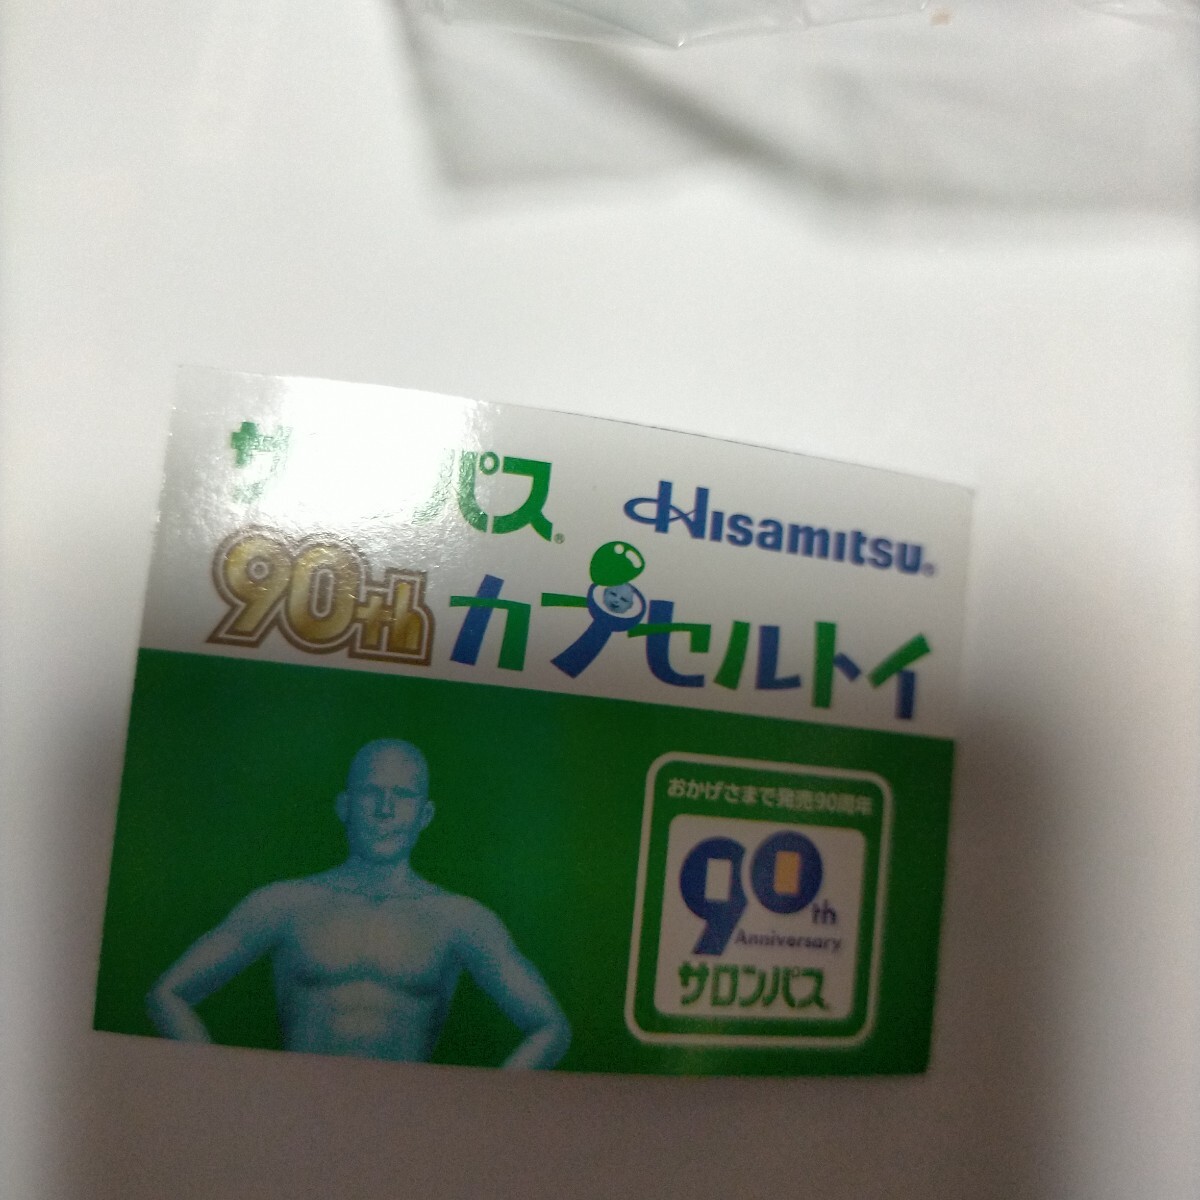 サロンパス®
Hisamitsu®
90th カプセルトイ
おかげさまで発売90周年
90th
Anniversary
サロンパス